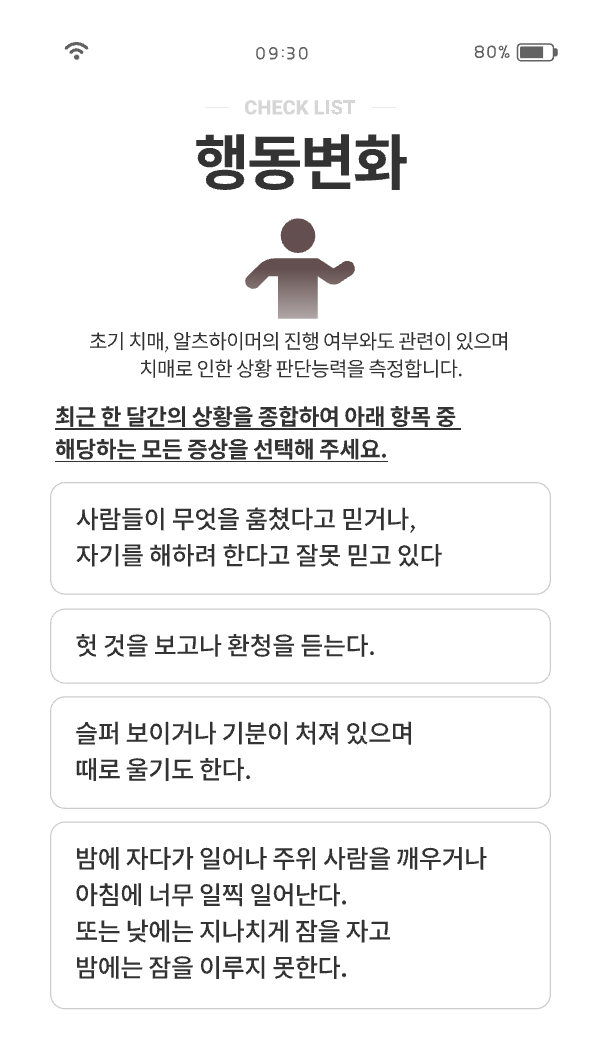 09:30
80%
CHECK LIST
행동변화
초기 치매, 알츠하이머의 진행 여부와도 관련이 있으며
치매로 인한 상황 판단능력을 측정합니다.
최근 한 달간의 상황을 종합하여 아래 항목 중
해당하는 모든 증상을 선택해 주세요.
사람들이 무엇을 훔쳤다고 믿거나,
자기를 해하려 한다고 잘못 믿고 있다
헛 것을 보고나 환청을 듣는다.
슬퍼 보이거나 기분이 처져 있으며
때로 울기도 한다.
밤에 자다가 일어나 주위 사람을 깨우거나
아침에 너무 일찍 일어난다.
또는 낮에는 지나치게 잠을 자고
밤에는 잠을 이루지 못한다.